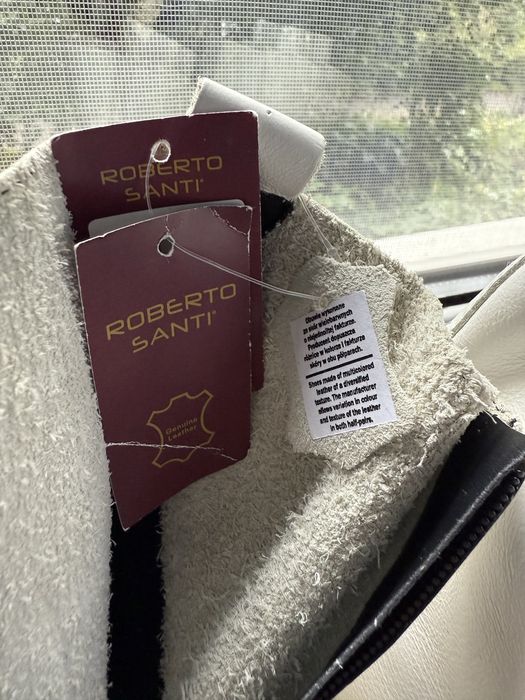 ROBERTO
SANTI
ROBERTO
SANTI
Genuine
Leather
Obuwie wykonane
ze skór wielobarwnych
o niejednolitej fakturze.
Producent dopuszcza
różnice w kolorze i fakturze
skóry w obu półparach.
Shoes made of multicolored
leather of a diversified
texture. The manufacturer
allows variation in colour
and texture of the leather
in both half-pairs.